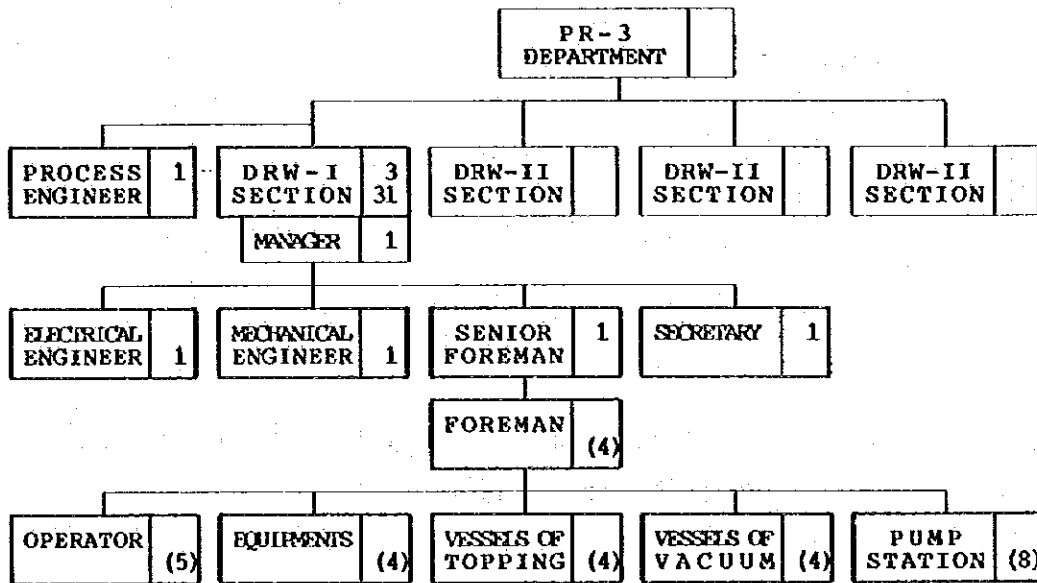 PR-3
DEPARTMENT
PROCESS 1
ENGINEER
DRW-I 3
SECTION 31
DRW-II
SECTION
DRW-II
SECTION
DRW-II
SECTION
MANAGER 1
ELECTRICAL
ENGINEER 1
MECHANICAL
ENGINEER 1
SENIOR 1
FOREMAN
SECRETARY 1
FOREMAN
(4)
OPERATOR
(5)
EQUIPMENTS
(4)
VESSELS OF
TOPPING (4)
VESSELS OF
VACUUM (4)
PUMP
STATION (8)